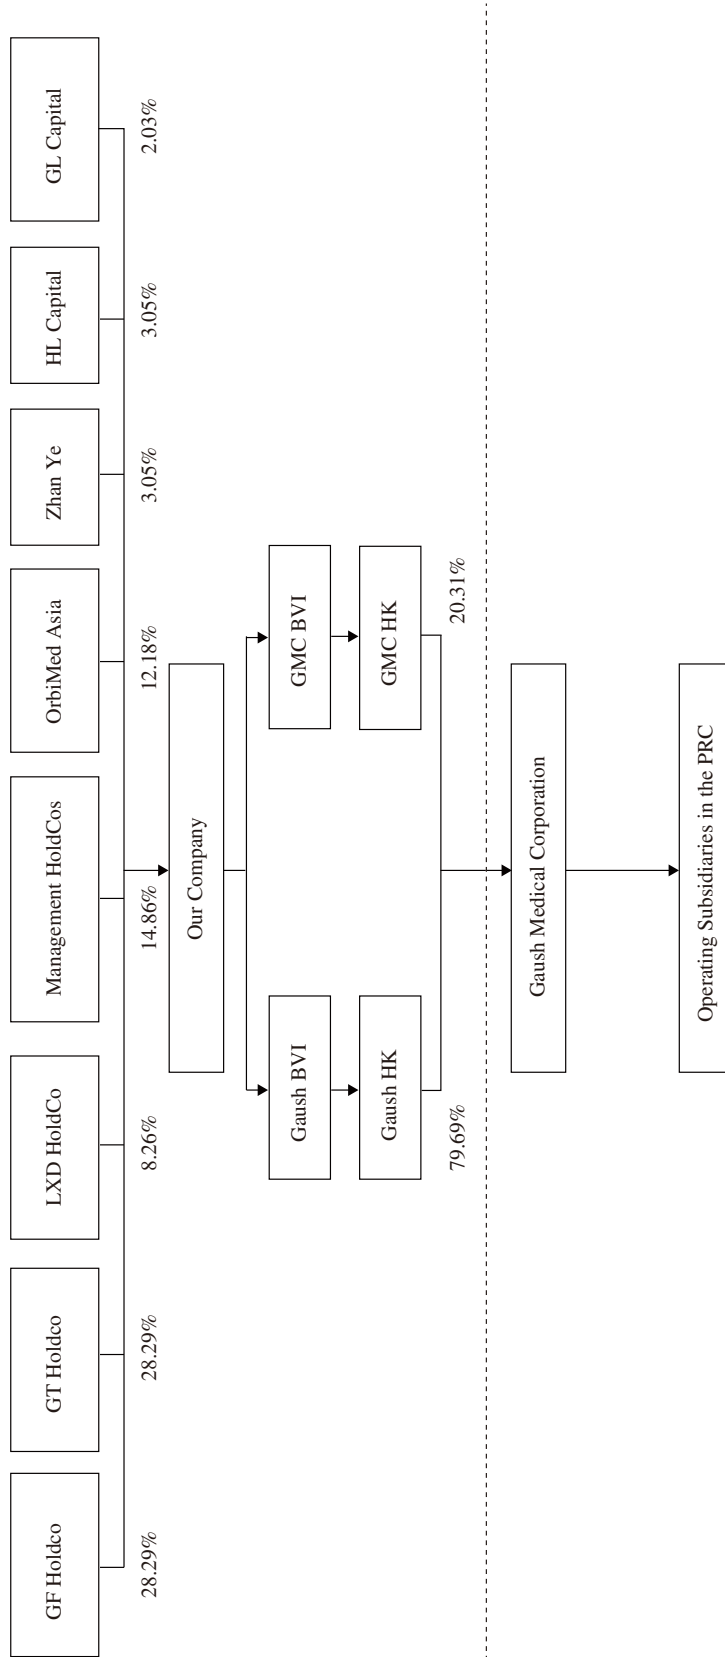 GF Holdco
GT Holdco
LXD HoldCo
Management HoldCos
OrbiMed Asia
Zhan Ye
HL Capital
GL Capital
28.29%
28.29%
8.26%
14.86%
12.18%
3.05%
3.05%
2.03%
Our Company
Gaush BVI
GMC BVI
Gaush HK
GMC HK
79.69%
20.31%
Gaush Medical Corporation
Operating Subsidiaries in the PRC